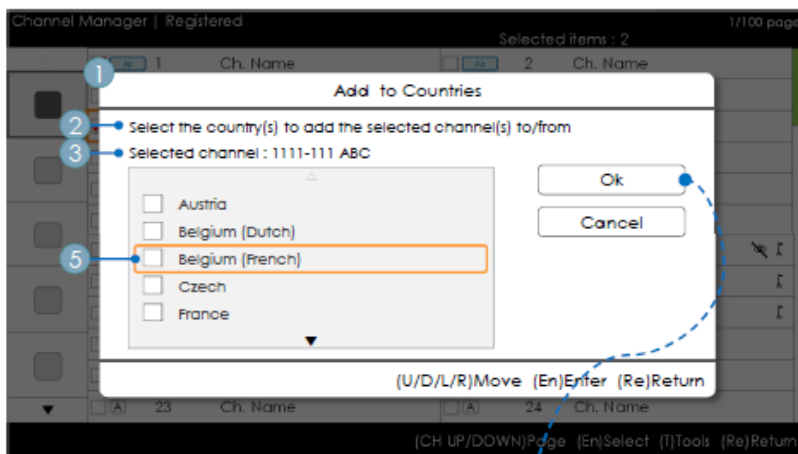 Channel Manager | Registered
1/100 page
Selected items : 2
Air 1 Ch. Name
Air 2 Ch. Name
1
Add to Countries
2 Select the country(s) to add the selected channel(s) to/from
3 Selected channel : 1111-111 ABC
Ok
Austria
Cancel
Belgium (Dutch)
5 Belgium (French)
Czech
France
(U/D/L/R)Move (En)Enter (Re)Return
A 23 Ch. Name
A 24 Ch. Name
(CH UP/DOWN)Page (En)Select (T)Tools (Re)Return